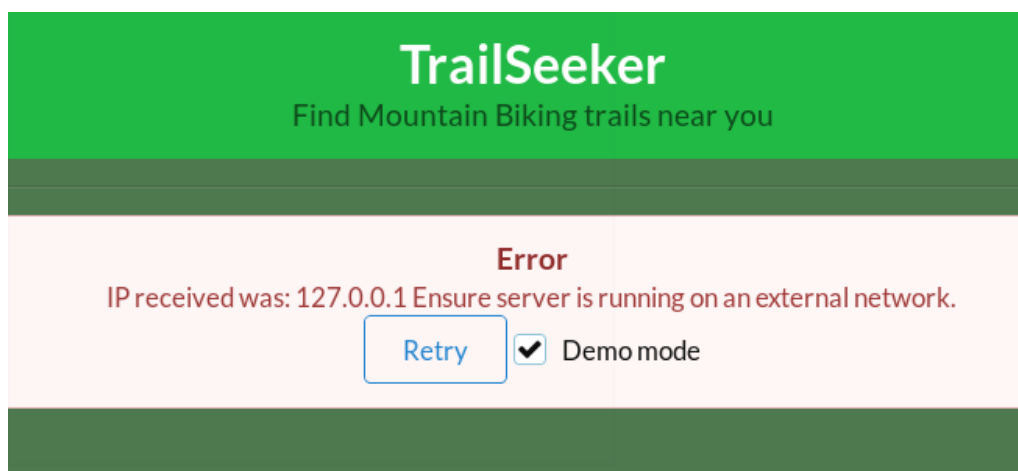 TrailSeeker
Find Mountain Biking trails near you
Error
IP received was: 127.0.0.1 Ensure server is running on an external network.
Retry Demo mode